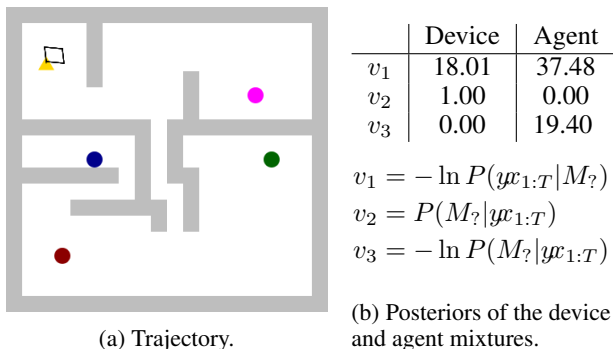 Device Agent
v₁ 18.01 37.48
v₂ 1.00 0.00
v₃ 0.00 19.40
v₁ = − ln P(yx₁:T|M?)
v₂ = P(M?|yx₁:T)
v₃ = − ln P(M?|yx₁:T)
(a) Trajectory.
(b) Posteriors of the device
and agent mixtures.